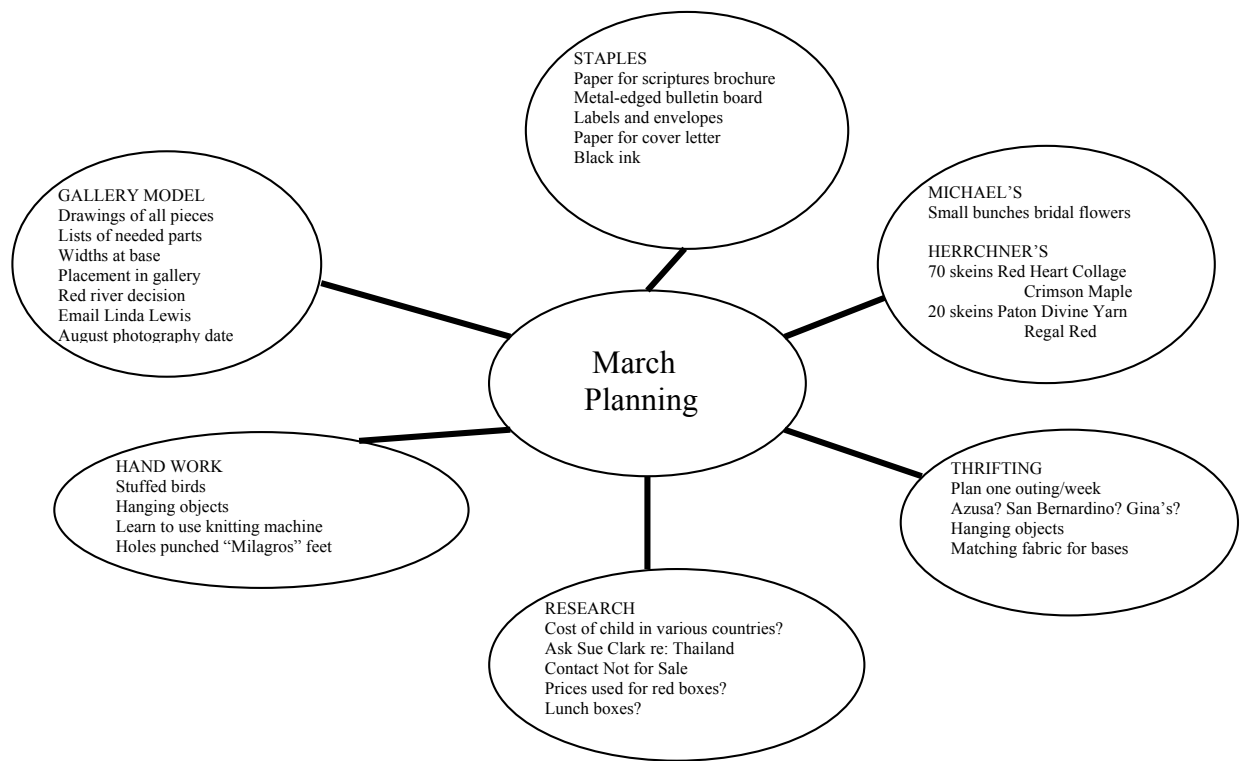 STAPLES
Paper for scriptures brochure
Metal-edged bulletin board
Labels and envelopes
Paper for cover letter
Black ink
GALLERY MODEL
Drawings of all pieces
Lists of needed parts
Widths at base
Placement in gallery
Red river decision
Email Linda Lewis
August photography date
MICHAEL’S
Small bunches bridal flowers
HERRCHNER’S
70 skeins Red Heart Collage
Crimson Maple
20 skeins Paton Divine Yarn
Regal Red
March
Planning
HAND WORK
Stuffed birds
Hanging objects
Learn to use knitting machine
Holes punched “Milagros” feet
THRIFTING
Plan one outing/week
Azusa? San Bernardino? Gina’s?
Hanging objects
Matching fabric for bases
RESEARCH
Cost of child in various countries?
Ask Sue Clark re: Thailand
Contact Not for Sale
Prices used for red boxes?
Lunch boxes?